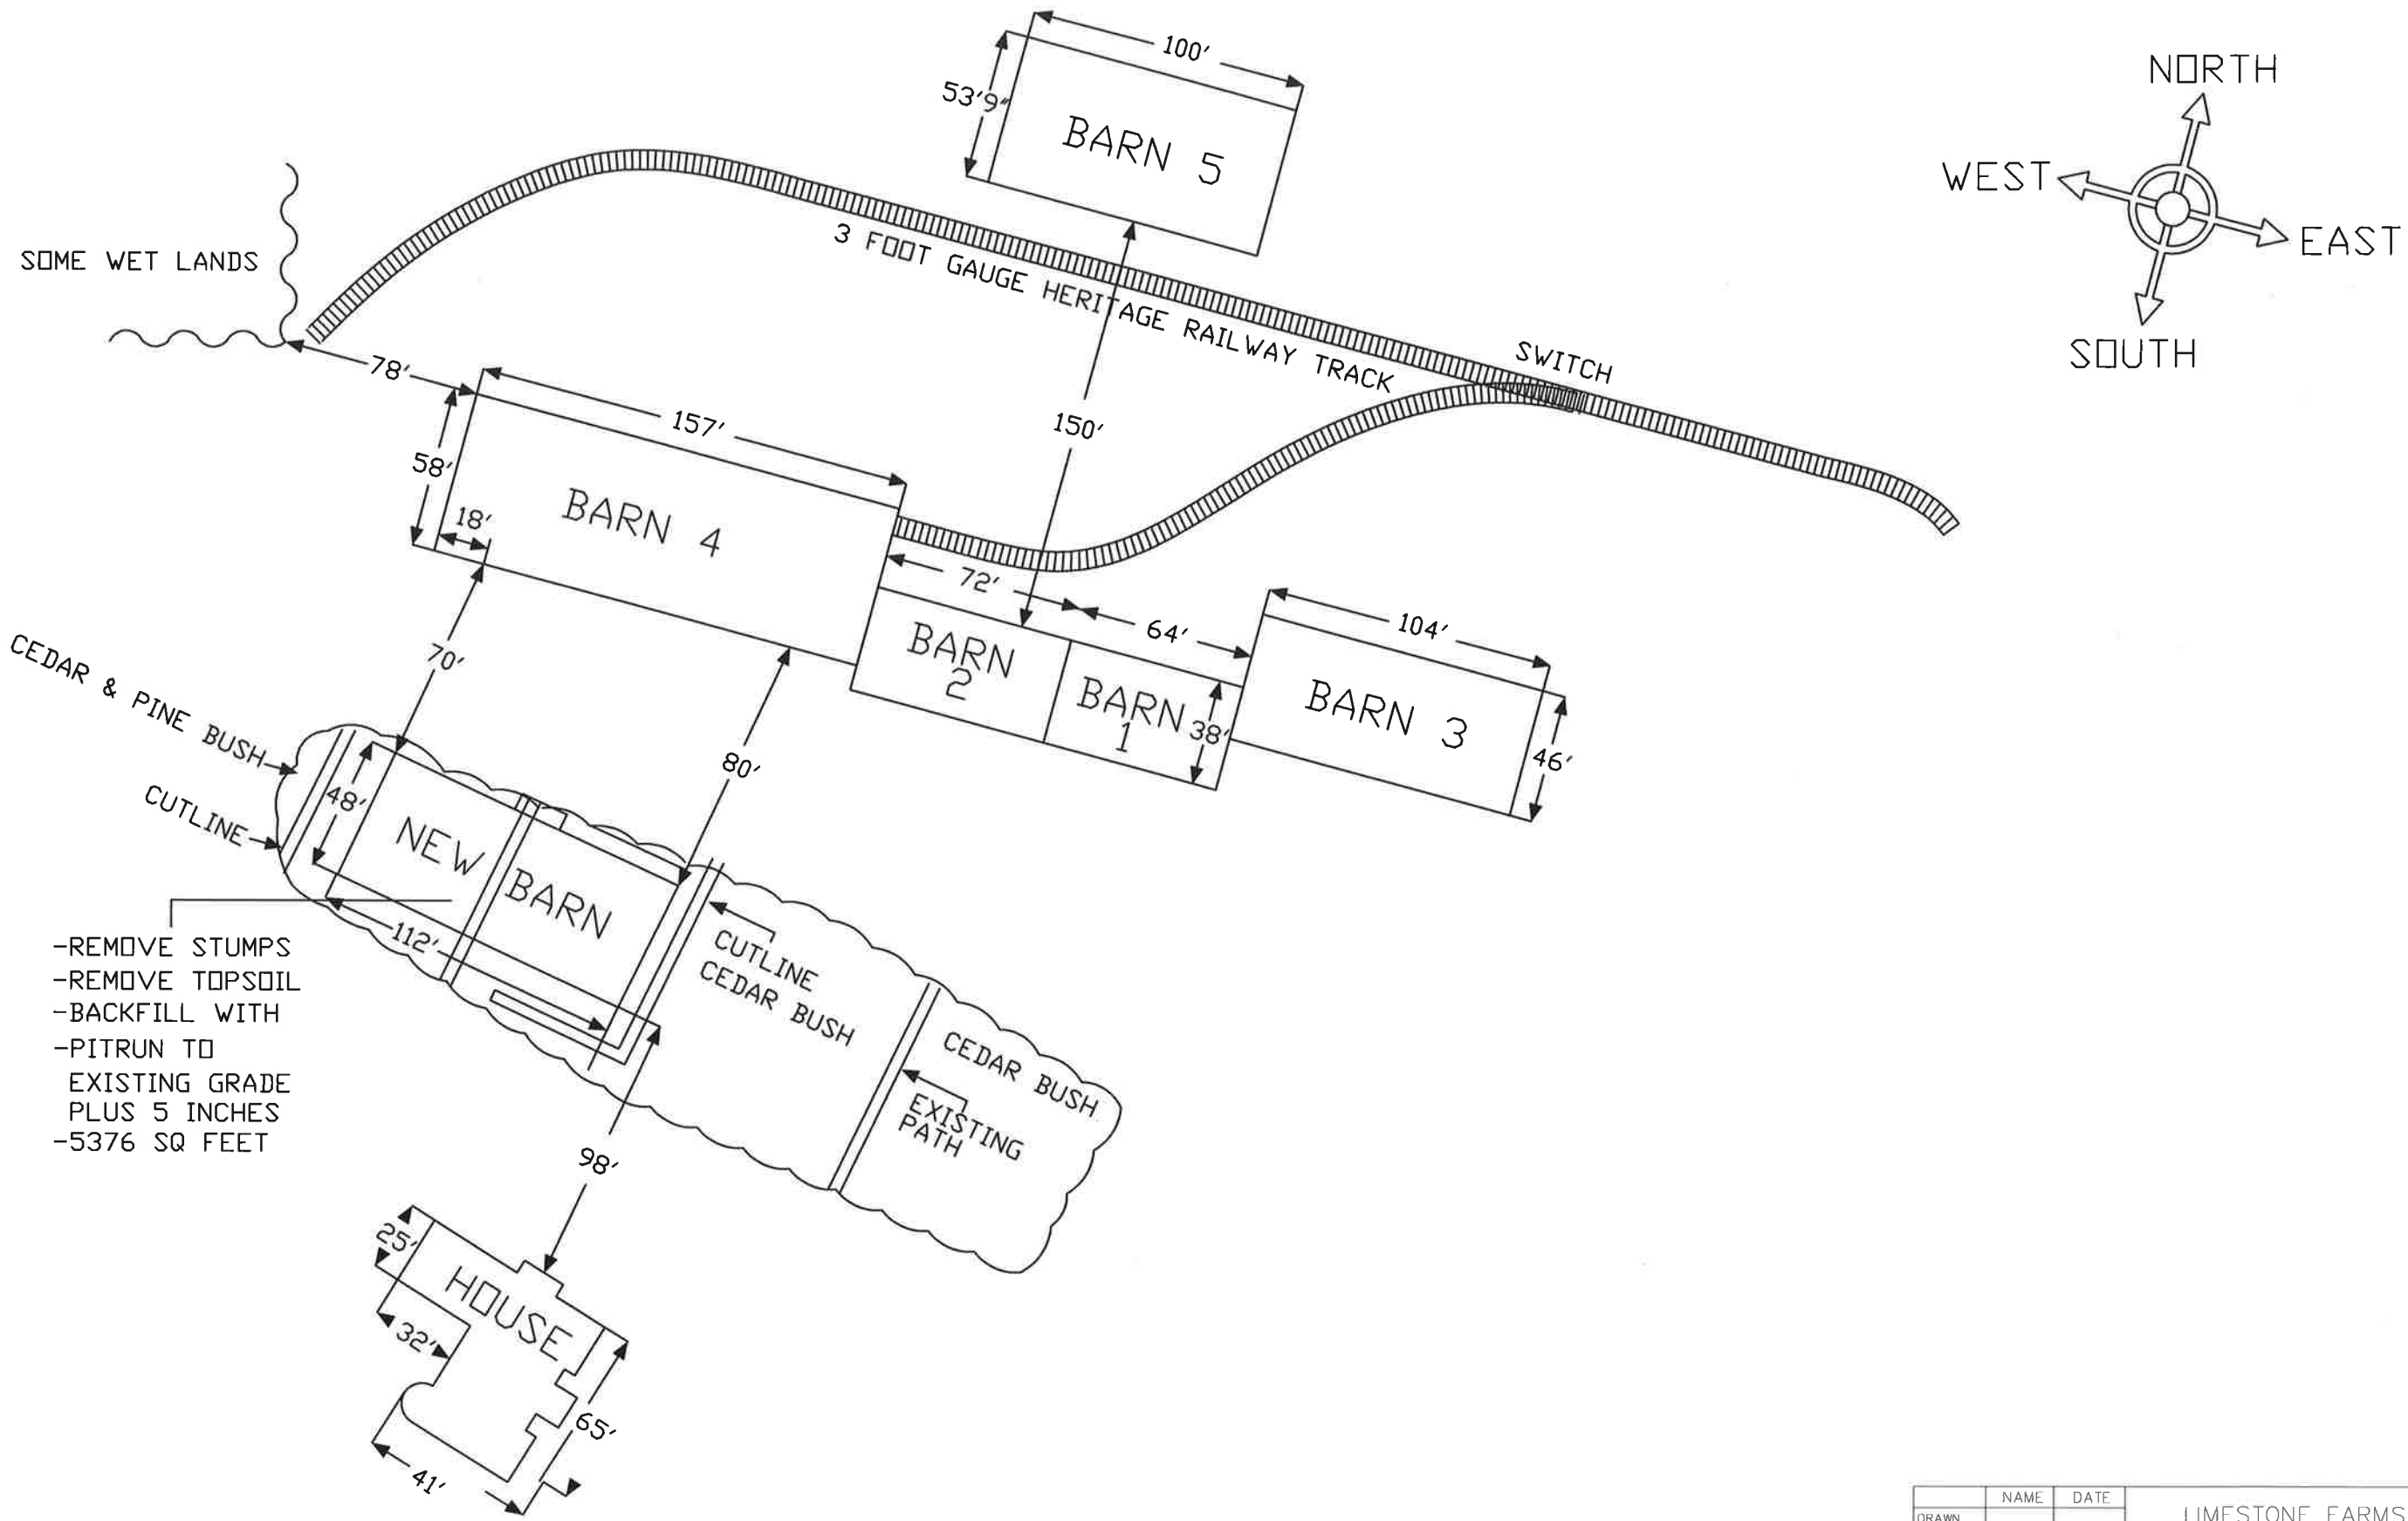 100'
53'9"
BARN 5
NORTH
WEST
EAST
SOUTH
SOME WET LANDS
3 FOOT GAUGE HERITAGE RAILWAY TRACK
SWITCH
78'
157'
150'
58'
18'
BARN 4
72'
64'
104'
BARN
2
BARN
1
38'
BARN 3
46'
70'
80'
CEDAR & PINE BUSH
CUTLINE
48'
NEW BARN
112'
-REMOVE STUMPS
-REMOVE TOPSOIL
-BACKFILL WITH
-PITRUN TO
EXISTING GRADE
PLUS 5 INCHES
-5376 SQ FEET
CUTLINE
CEDAR BUSH
CEDAR BUSH
EXISTING
PATH
98'
25'
HOUSE
32'
65'
41'
NAME DATE
DRAWN
LIMESTONE FARMS